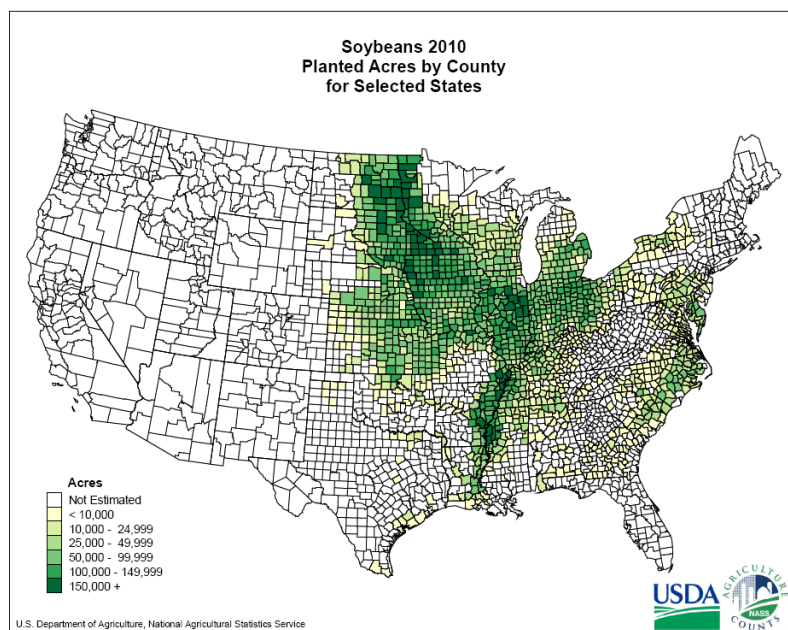 Soybeans 2010
Planted Acres by County
for Selected States
Acres
Not Estimated
< 10,000
10,000 - 24,999
25,000 - 49,999
50,000 - 99,999
100,000 - 149,999
150,000 +
USDA
AGRICULTURE
NASS
COUNTS
U.S. Department of Agriculture, National Agricultural Statistics Service